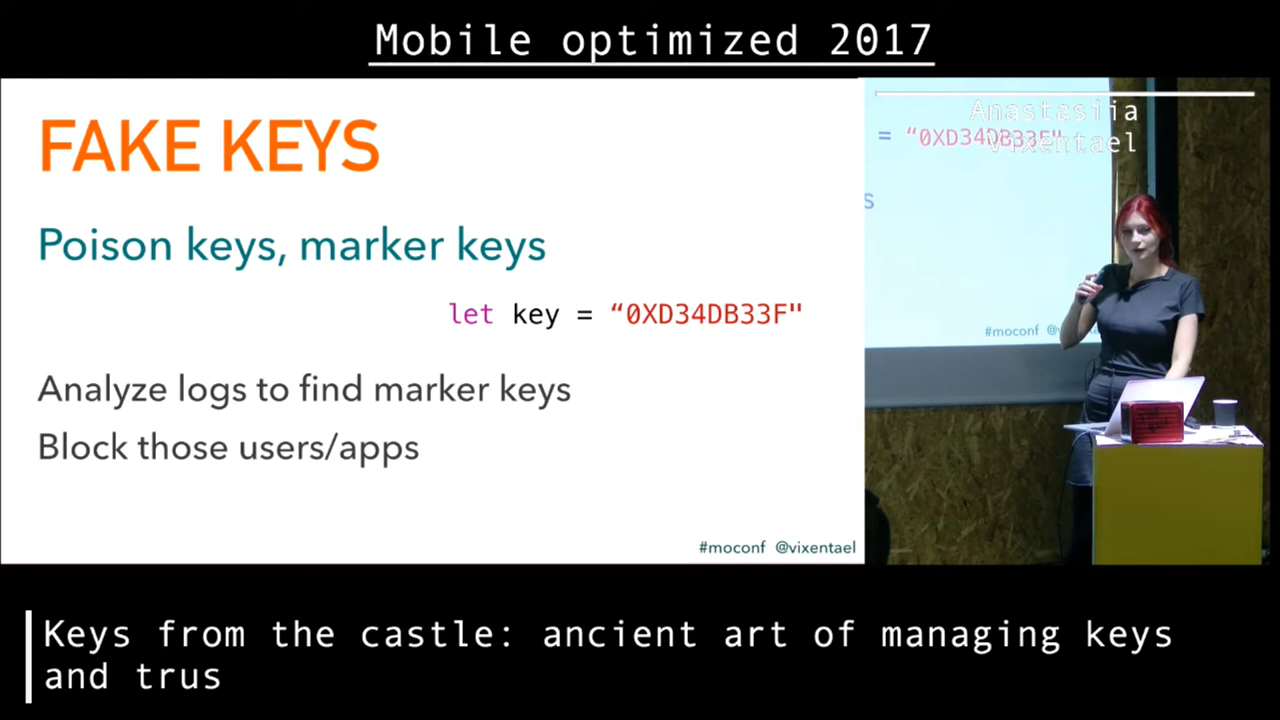 Mobile optimized 2017
FAKE KEYS
Poison keys, marker keys
let key = “0XD34DB33F"
Analyze logs to find marker keys
Block those users/apps
#moconf @vixentael
Anastasiia
Vixentael
= “0XD34DB33F"
S
#moconf @v
Keys from the castle: ancient art of managing keys
and trus